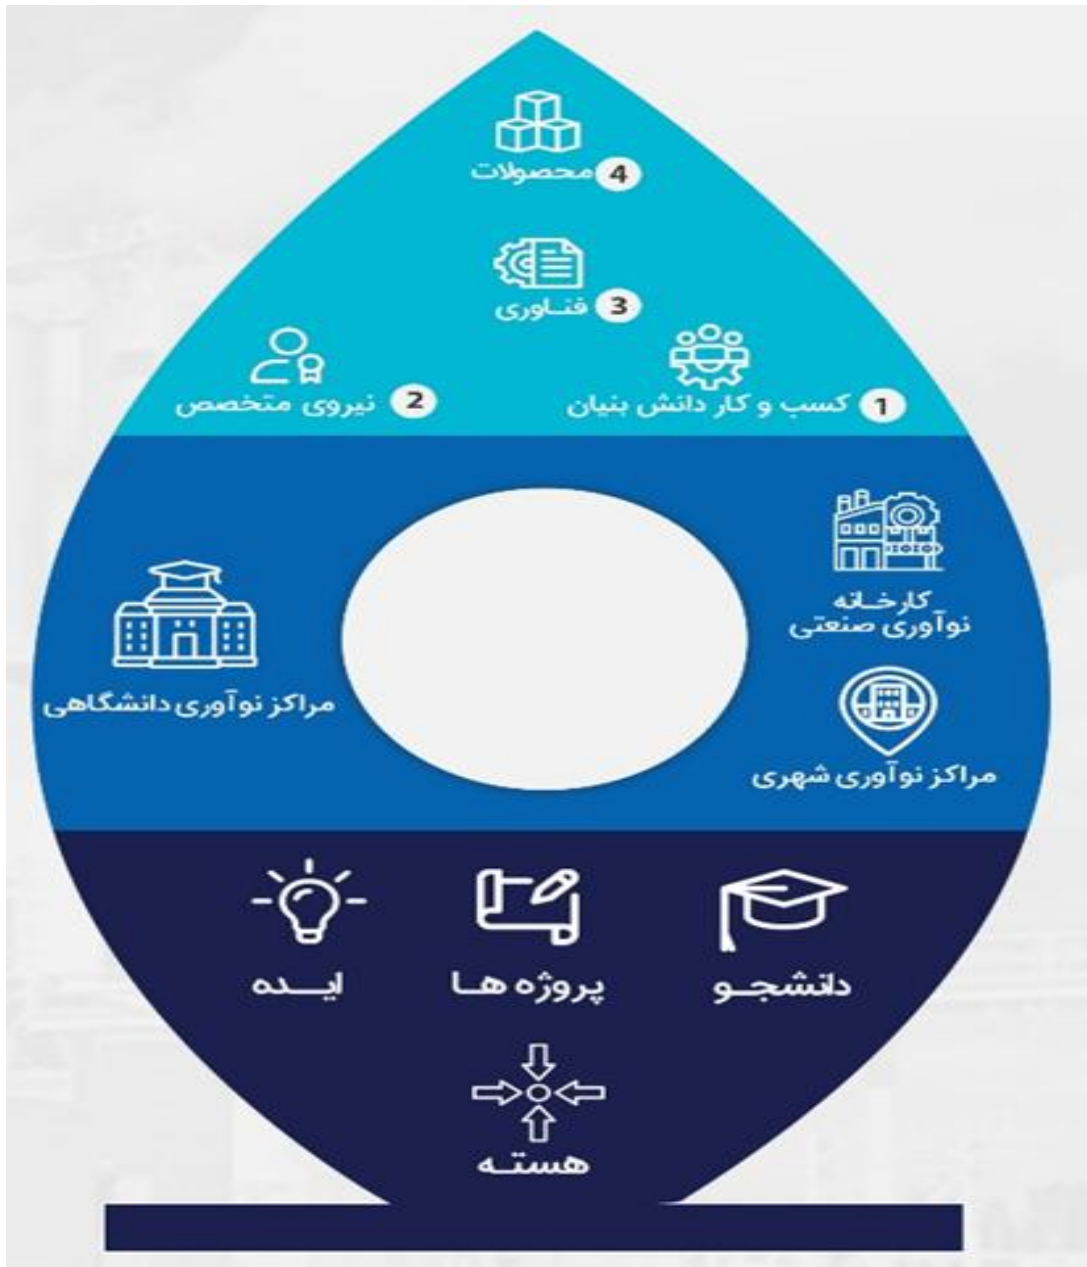 4 محصولات
3 فنـاوری
1 کسب و کار دانش بنیان
2 نیروی متخصص
کارخـانه
نوآوری صنعتی
مراکز نوآوری دانشگاهی
مراکز نوآوری شهری
دانشجـو
پروژه هـا
ایــده
هستـه